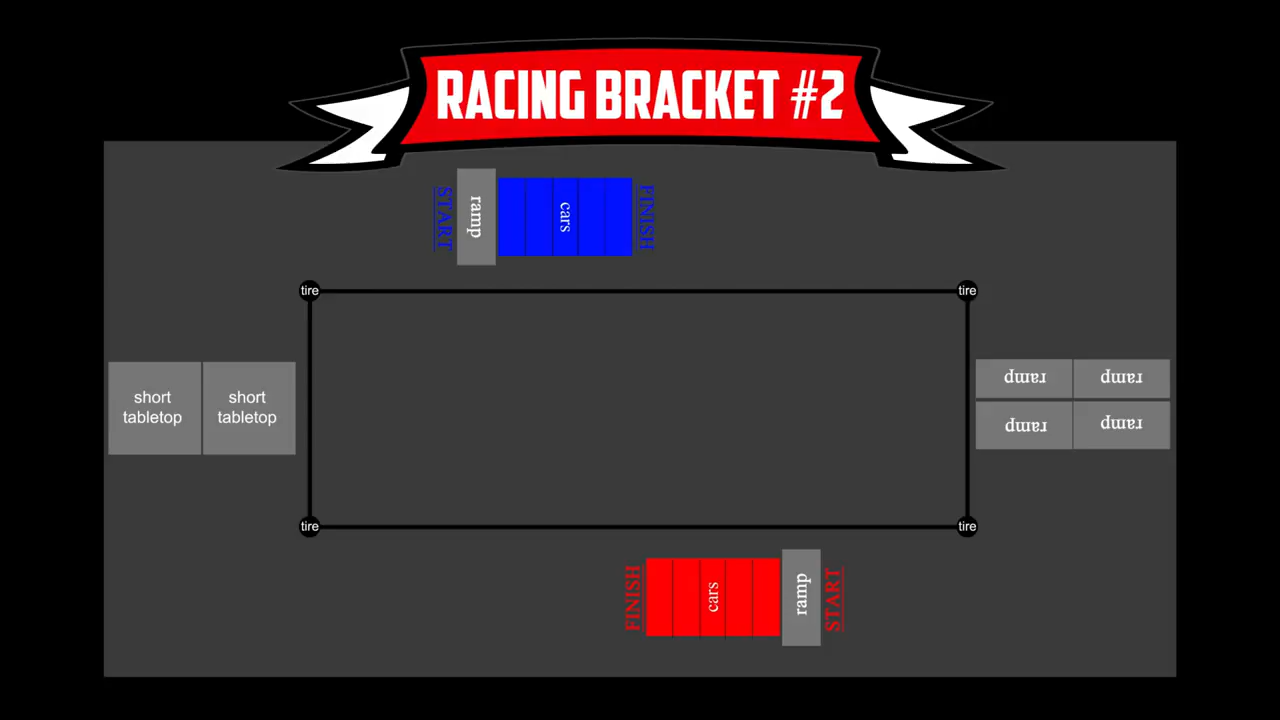 RACING BRACKET #2
START
ramp
cars
FINISH
tire
tire
short
tabletop
short
tabletop
ramp
ramp
ramp
ramp
tire
tire
FINISH
cars
ramp
START